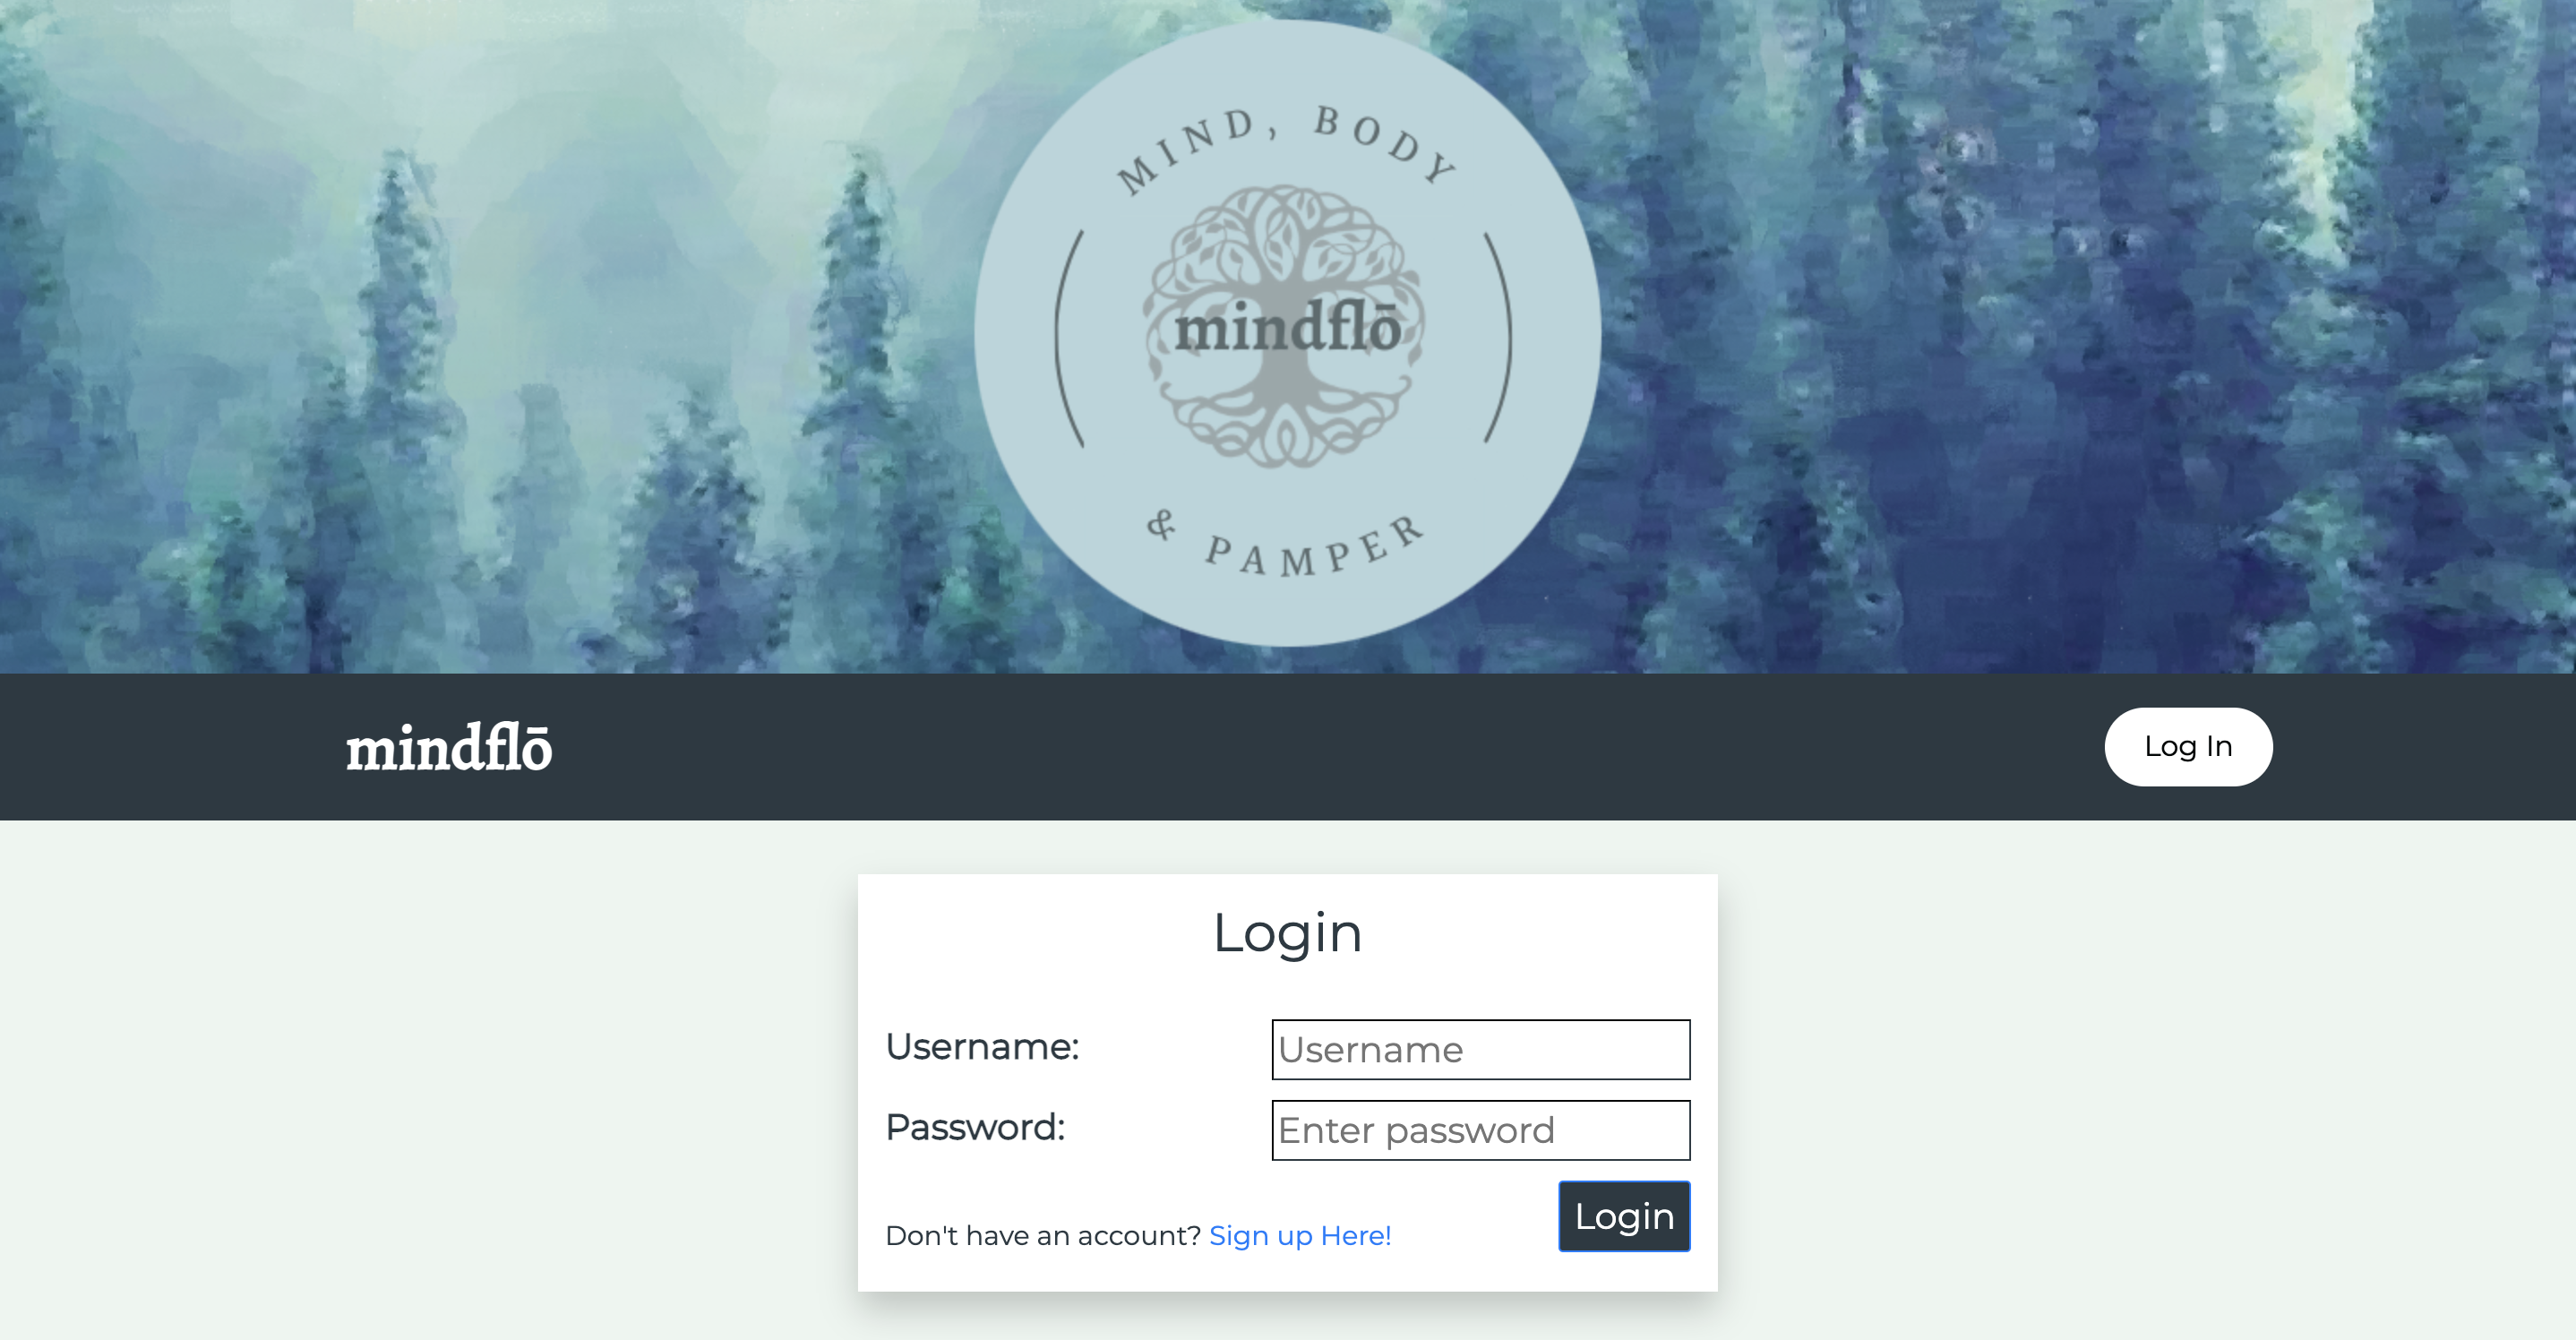 MIND, BODY
mindflō
& PAMPER
mindflō
Log In
Login
Username:
Username
Password:
Enter password
Don't have an account? Sign up Here!
Login